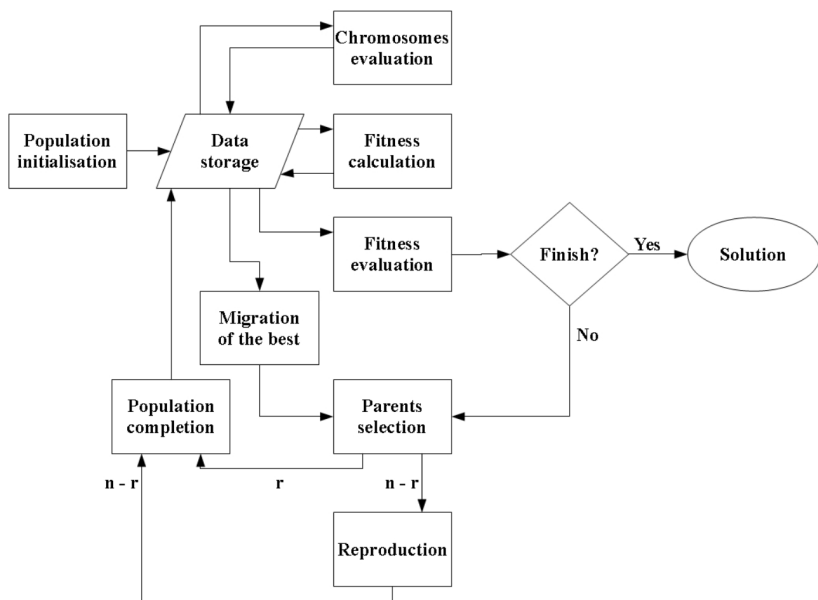 Chromosomes
evaluation
Population
initialisation
Data
storage
Fitness
calculation
Fitness
evaluation
Finish?
Yes
Solution
Migration
of the best
No
Population
completion
Parents
selection
n - r
r
n - r
Reproduction